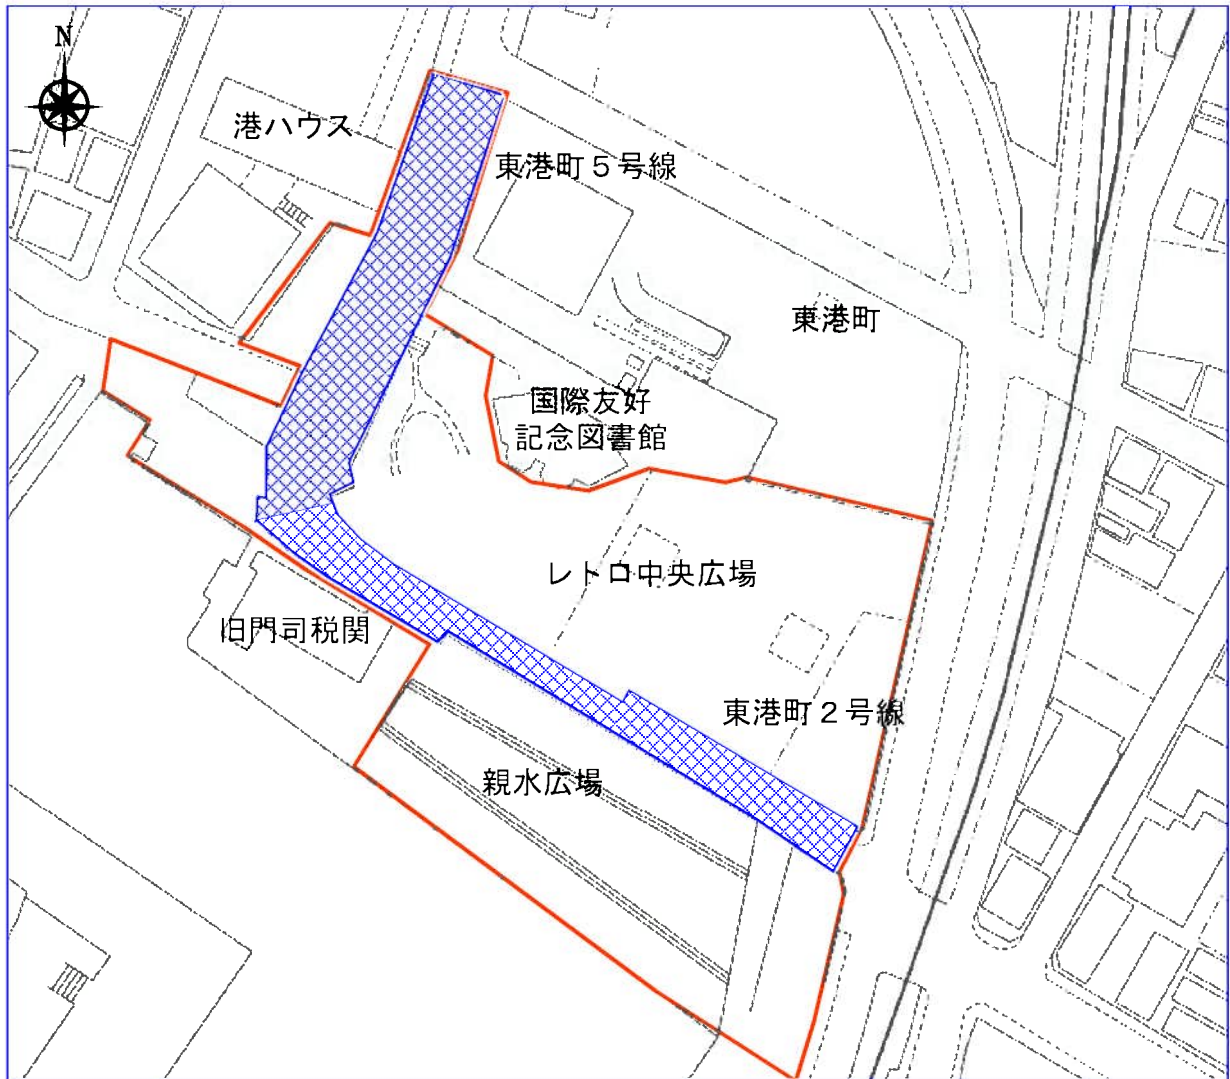 N
港ハウス
東港町５号線
東港町
国際友好
記念図書館
レトロ中央広場
旧門司税関
東港町２号線
親水広場